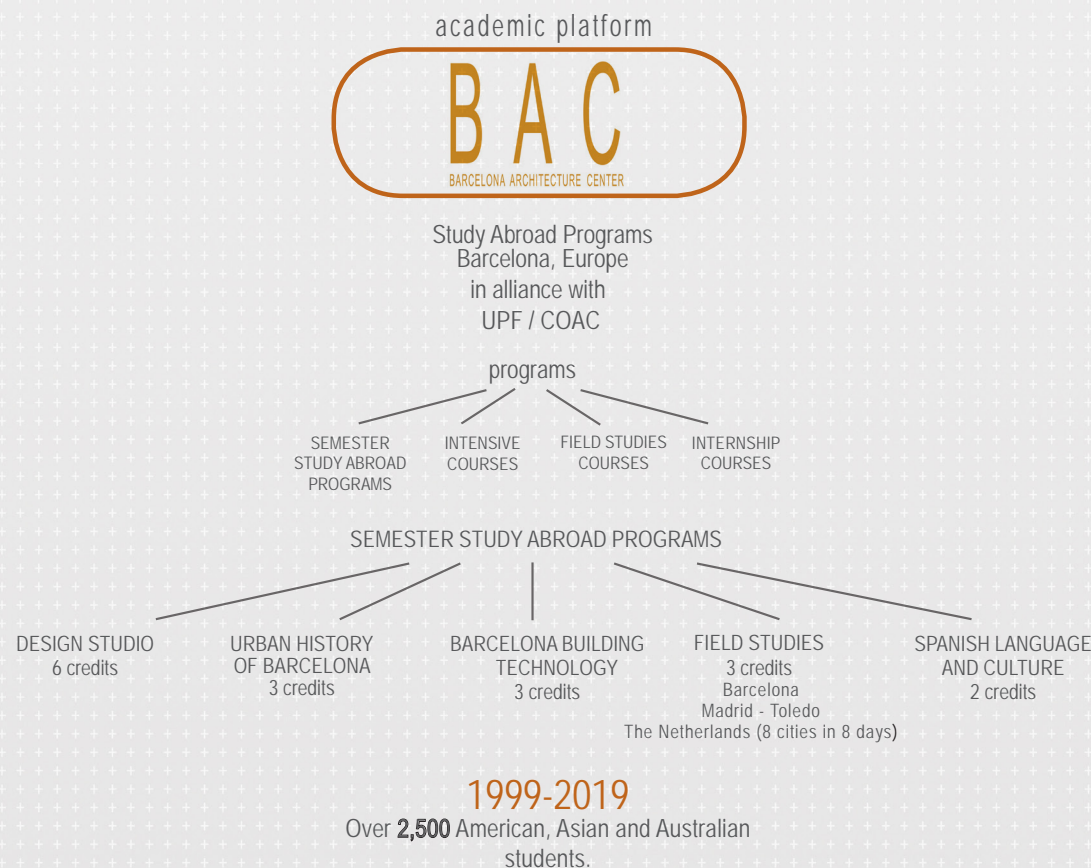 academic platform
B A C
BARCELONA ARCHITECTURE CENTER
Study Abroad Programs
Barcelona, Europe
in alliance with
UPF / COAC
programs
SEMESTER
STUDY ABROAD
PROGRAMS
INTENSIVE
COURSES
FIELD STUDIES
COURSES
INTERNSHIP
COURSES
SEMESTER STUDY ABROAD PROGRAMS
DESIGN STUDIO
6 credits
URBAN HISTORY
OF BARCELONA
3 credits
BARCELONA BUILDING
TECHNOLOGY
3 credits
FIELD STUDIES
3 credits
Barcelona
Madrid - Toledo
The Netherlands (8 cities in 8 days)
SPANISH LANGUAGE
AND CULTURE
2 credits
1999-2019
Over 2,500 American, Asian and Australian
students.